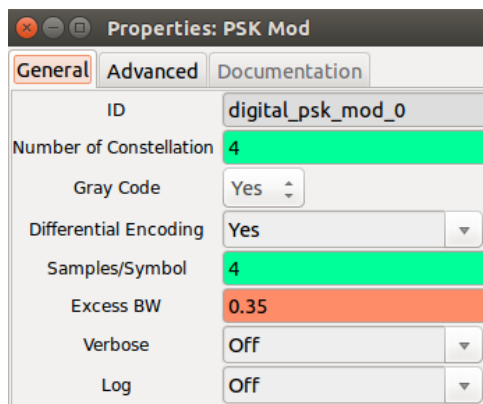 Properties: PSK Mod
General Advanced Documentation
ID digital_psk_mod_0
Number of Constellation 4
Gray Code Yes
Differential Encoding Yes
Samples/Symbol 4
Excess BW 0.35
Verbose Off
Log Off